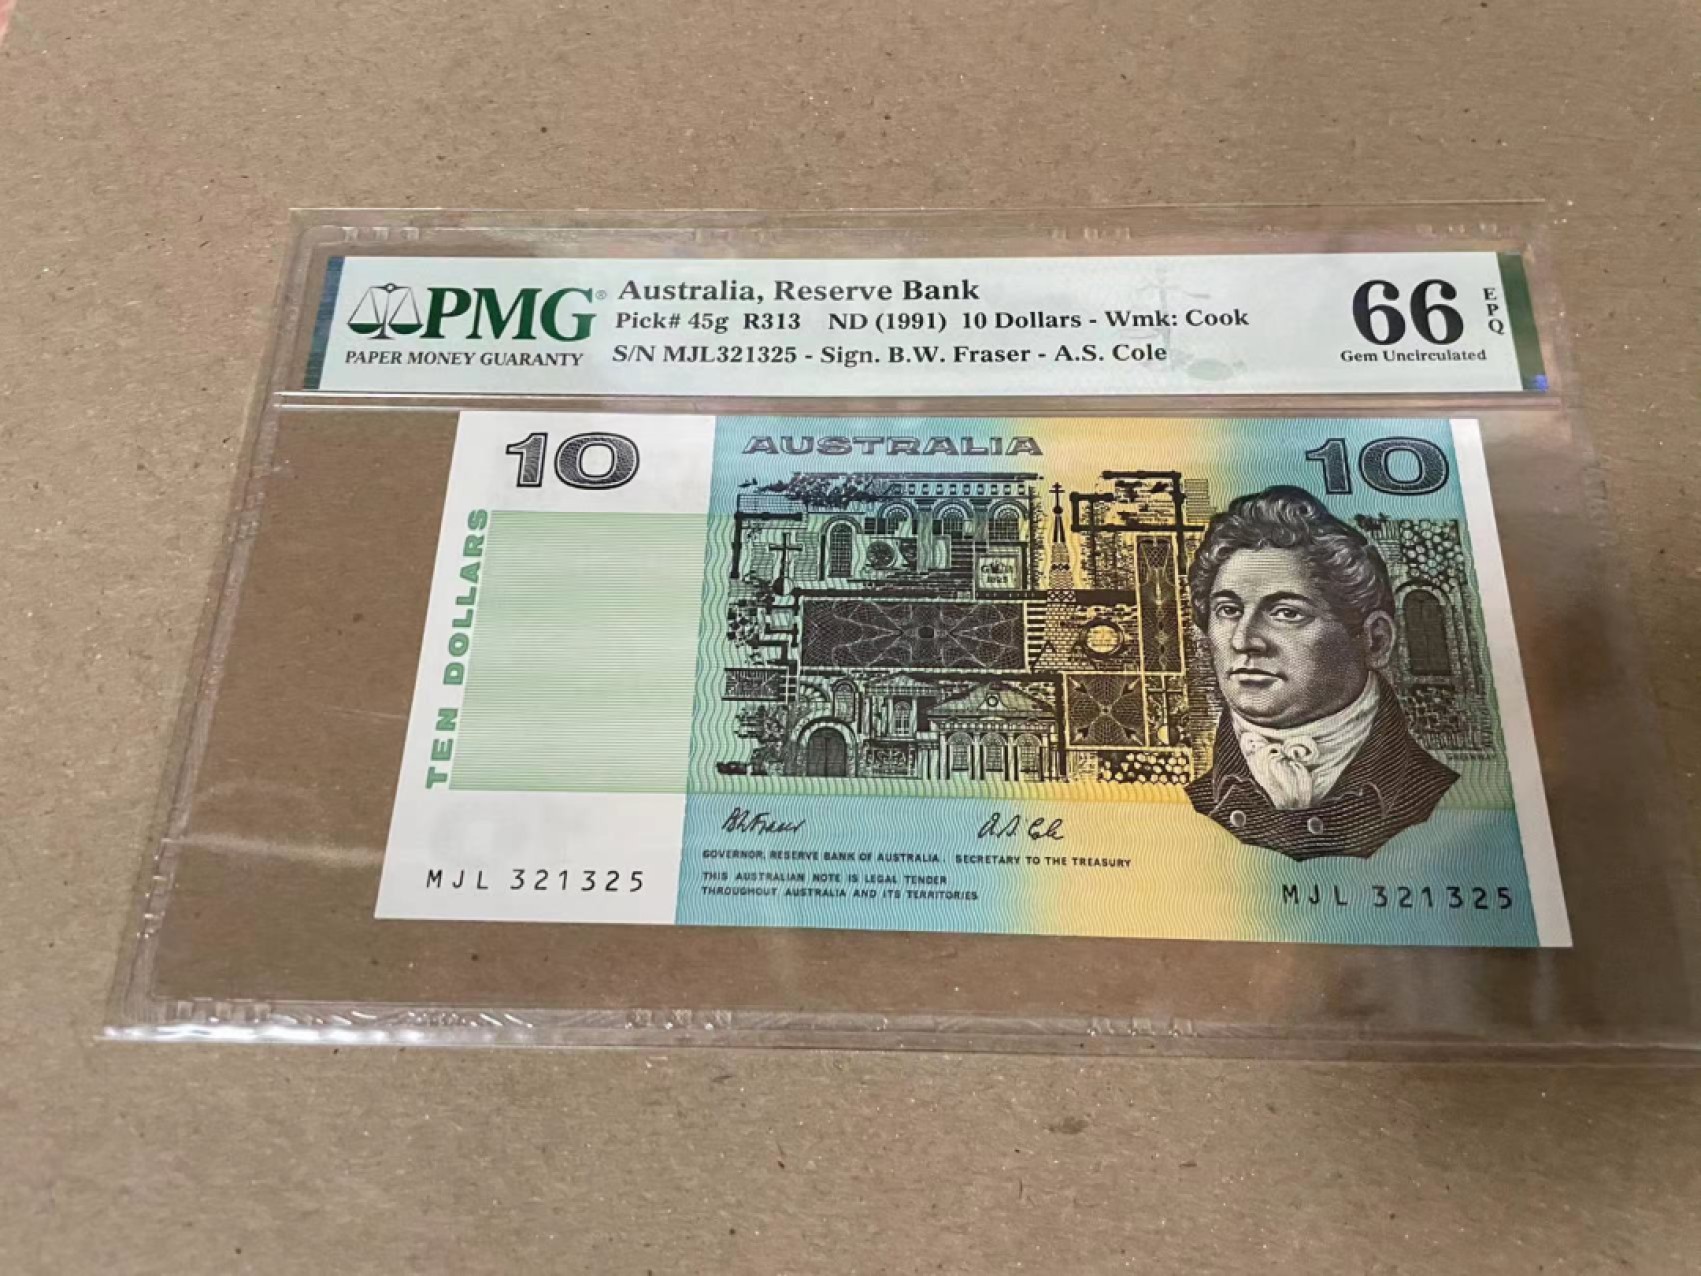 PMG®
PAPER MONEY GUARANTY
Australia, Reserve Bank
Pick# 45g R313 ND (1991) 10 Dollars - Wmk: Cook
S/N MJL321325 - Sign. B.W. Fraser - A.S. Cole
66
EPQ
Gem Uncirculated
10
AUSTRALIA
10
TEN DOLLARS
GOVERNOR, RESERVE BANK OF AUSTRALIA. SECRETARY TO THE TREASURY
THIS AUSTRALIAN NOTE IS LEGAL TENDER
THROUGHOUT AUSTRALIA AND ITS TERRITORIES
MJL 321325
MJL 321325